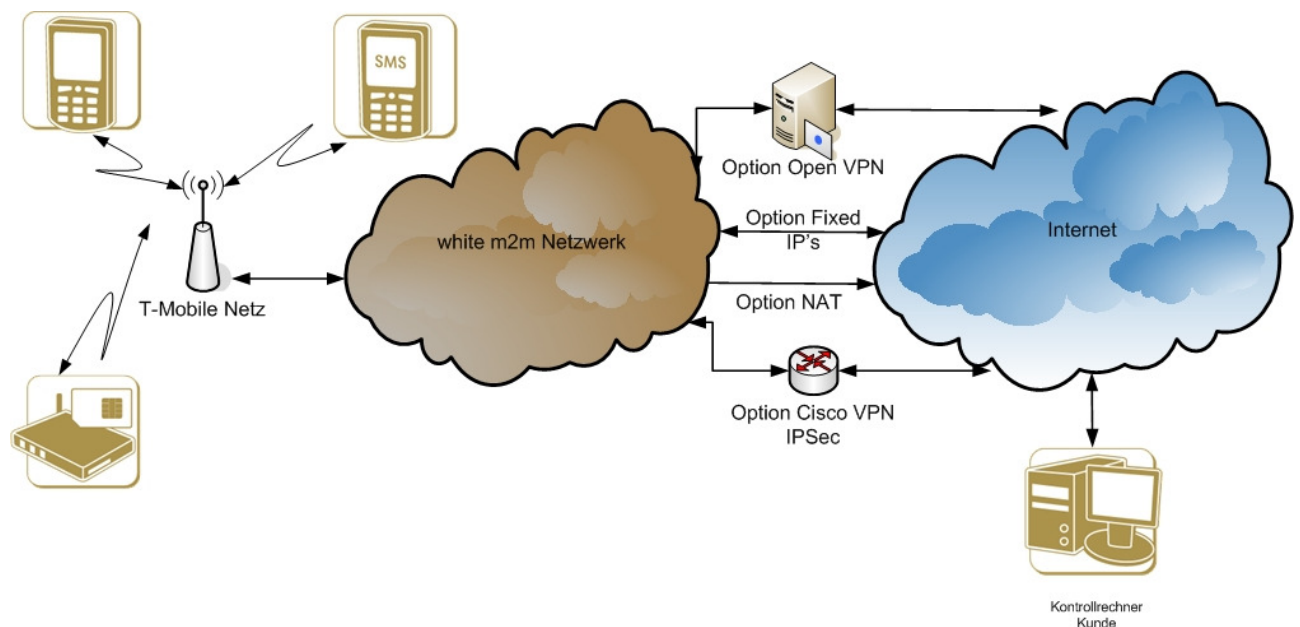 SMS
T-Mobile Netz
white m2m Netzwerk
Option Open VPN
Option Fixed
IP's
Option NAT
Option Cisco VPN
IPSec
Internet
Kontrollrechner
Kunde